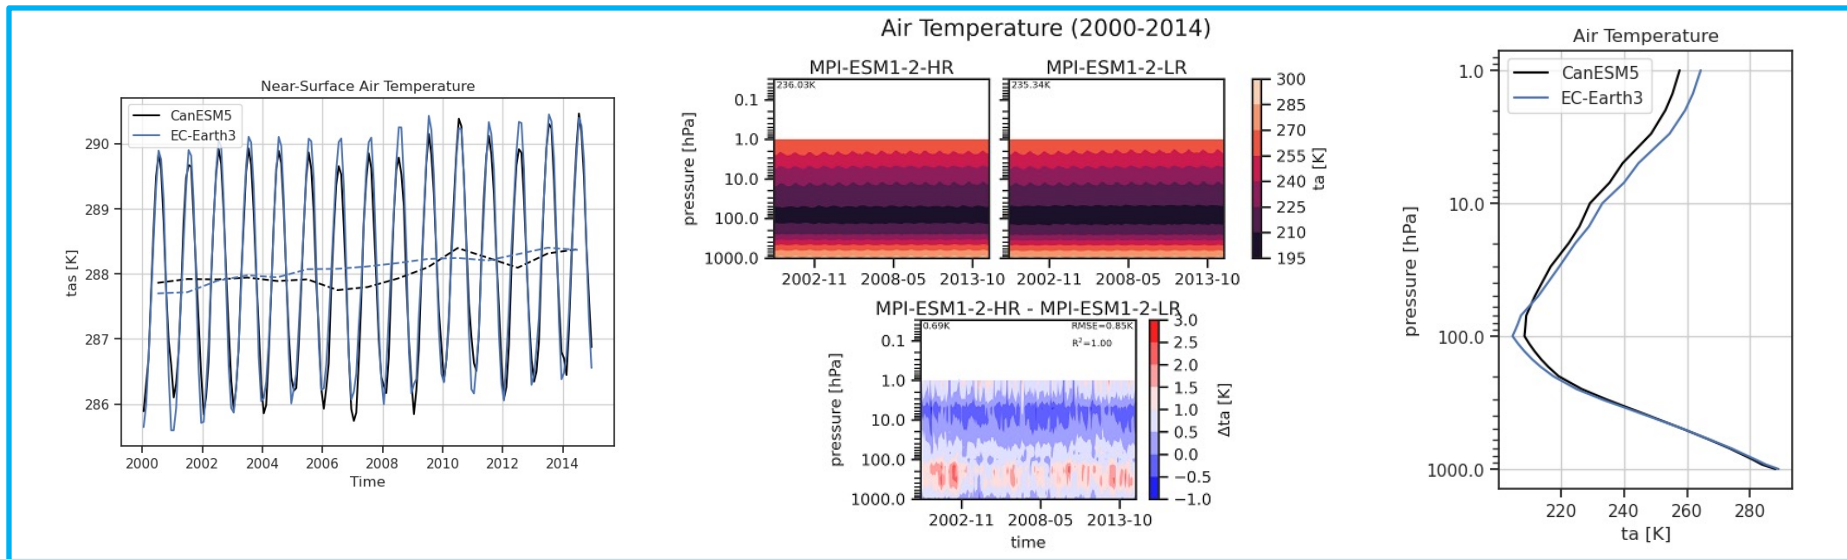 Near-Surface Air Temperature
CanESM5
EC-Earth3
290
289
288
287
286
tas [K]
2000 2002 2004 2006 2008 2010 2012 2014
Time
Air Temperature (2000-2014)
MPI-ESM1-2-HR
236.03K
0.1
1.0
10.0
100.0
1000.0
pressure [hPa]
2002-11 2008-05 2013-10
MPI-ESM1-2-LR
235.34K
2002-11 2008-05 2013-10
300
285
270
255
240
225
210
195
ta [K]
MPI-ESM1-2-HR - MPI-ESM1-2-LR
0.69K
RMSE=0.85K
R²=1.00
0.1
1.0
10.0
100.0
1000.0
pressure [hPa]
2002-11 2008-05 2013-10
time
3.0
2.5
2.0
1.5
1.0
0.5
0.0
−0.5
−1.0
Δta [K]
Air Temperature
CanESM5
EC-Earth3
1.0
10.0
100.0
1000.0
pressure [hPa]
220 240 260 280
ta [K]